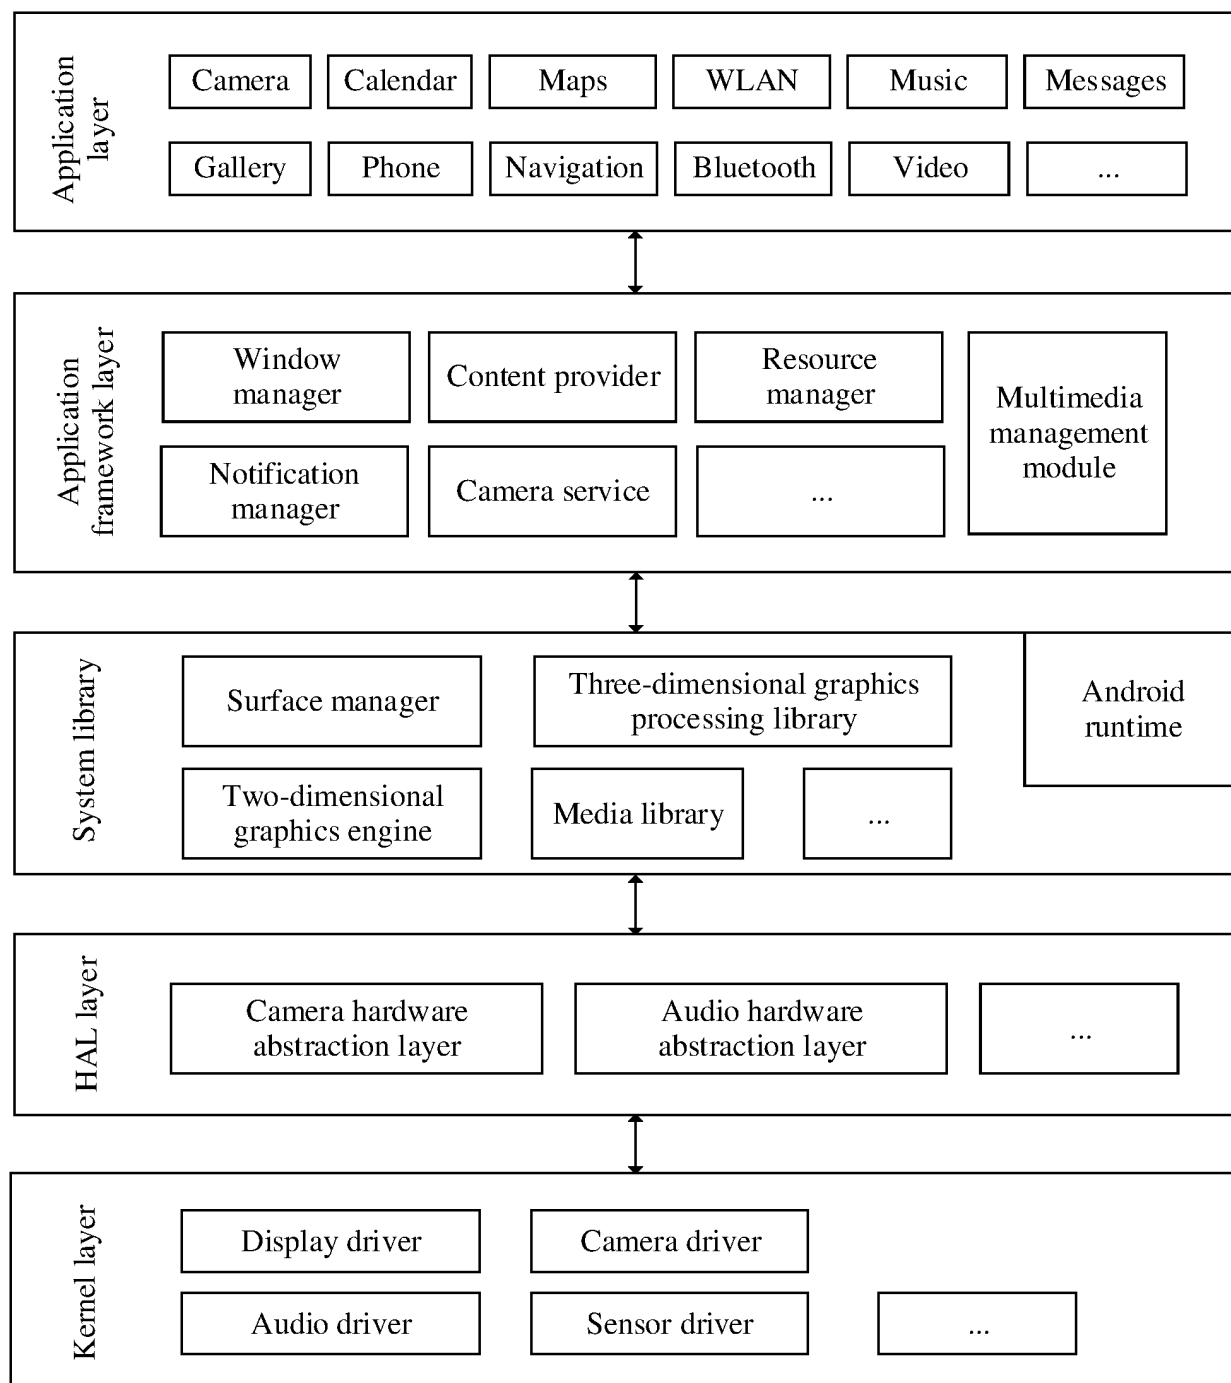 Application
layer
Camera
Calendar
Maps
WLAN
Music
Messages
Gallery
Phone
Navigation
Bluetooth
Video
...
Application
framework layer
Window
manager
Content provider
Resource
manager
Multimedia
management
module
Notification
manager
Camera service
...
System library
Surface manager
Three-dimensional graphics
processing library
Android
runtime
Two-dimensional
graphics engine
Media library
...
HAL layer
Camera hardware
abstraction layer
Audio hardware
abstraction layer
...
Kernel layer
Display driver
Camera driver
Audio driver
Sensor driver
...